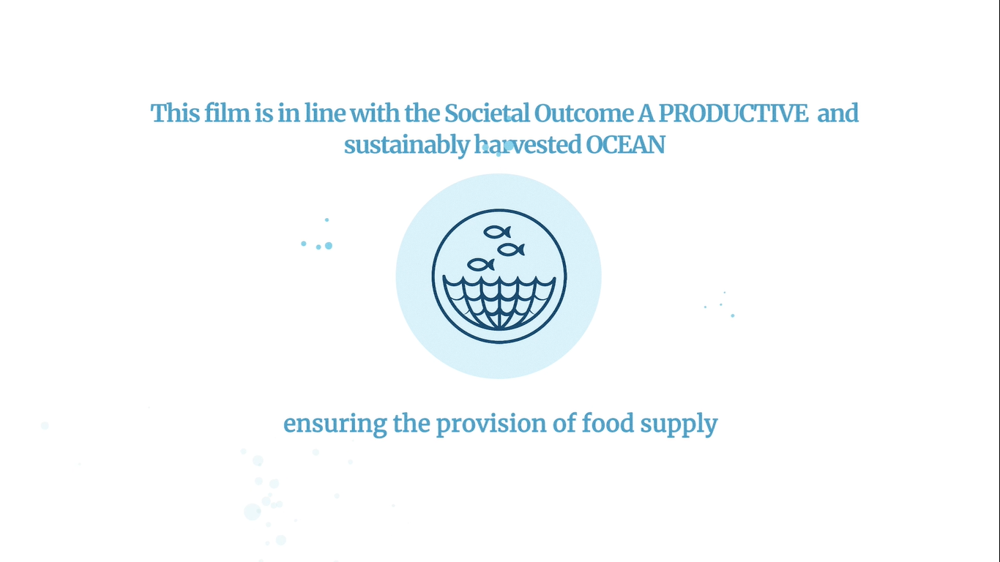 This film is in line with the Societal Outcome A PRODUCTIVE and
sustainably harvested OCEAN
ensuring the provision of food supply